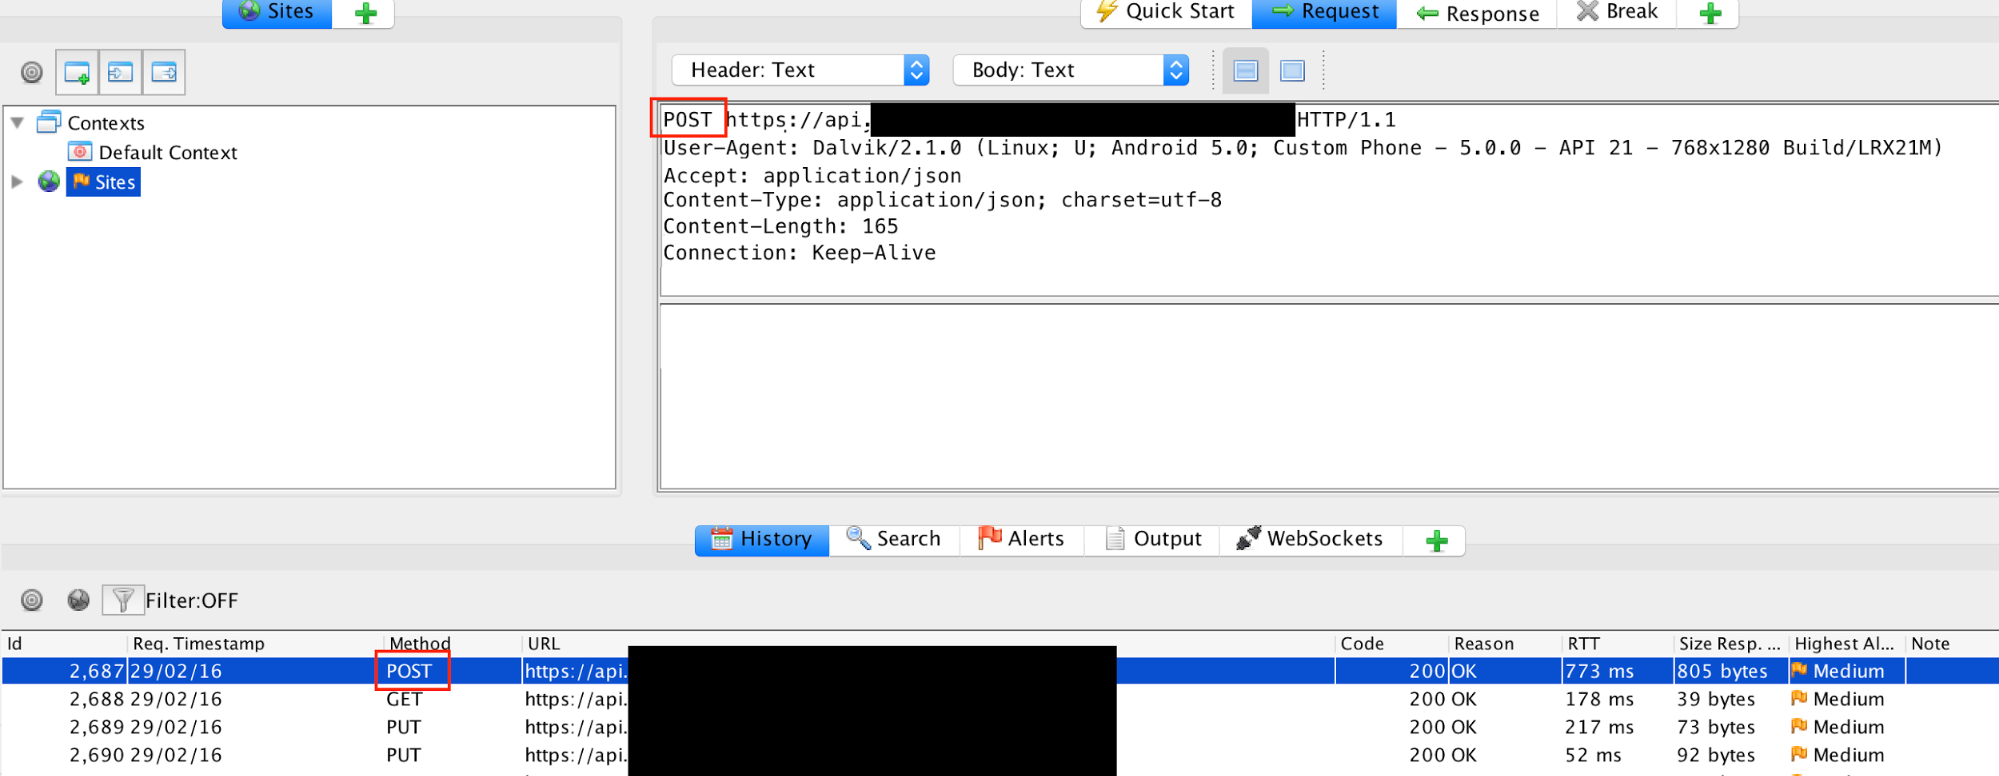 Sites
Quick Start Request Response Break
Header: Text Body: Text
Contexts
Default Context
Sites
POST https://api. HTTP/1.1
User-Agent: Dalvik/2.1.0 (Linux; U; Android 5.0; Custom Phone - 5.0.0 - API 21 - 768x1280 Build/LRX21M)
Accept: application/json
Content-Type: application/json; charset=utf-8
Content-Length: 165
Connection: Keep-Alive
History Search Alerts Output WebSockets
Filter:OFF
Id Req. Timestamp Method URL Code Reason RTT Size Resp. ... Highest Al... Note
2,687 29/02/16 POST https://api. 200 OK 773 ms 805 bytes Medium
2,688 29/02/16 GET https://api. 200 OK 178 ms 39 bytes Medium
2,689 29/02/16 PUT https://api. 200 OK 217 ms 73 bytes Medium
2,690 29/02/16 PUT https://api. 200 OK 52 ms 92 bytes Medium